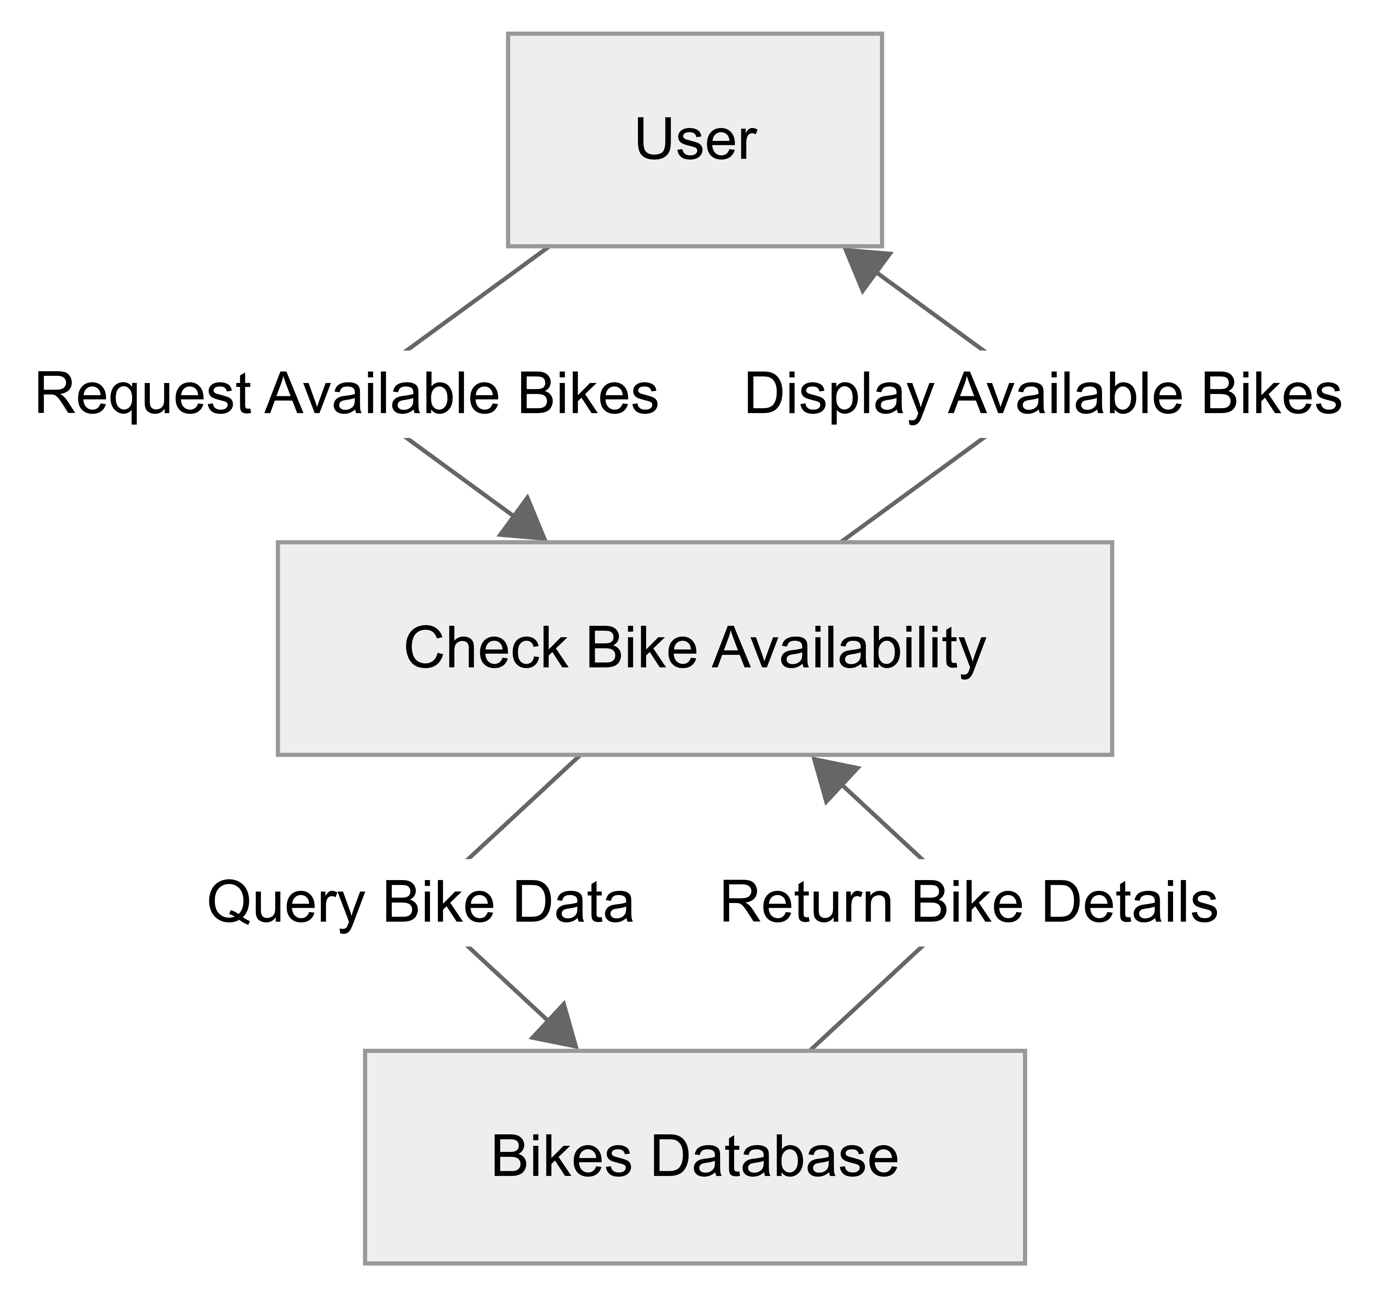 User
Request Available Bikes
Display Available Bikes
Check Bike Availability
Query Bike Data
Return Bike Details
Bikes Database